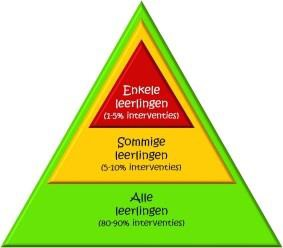 Enkele
leerlingen
(1-5% interventies)
Sommige
leerlingen
(5-10% interventies)
Alle
leerlingen
(80-90% interventies)